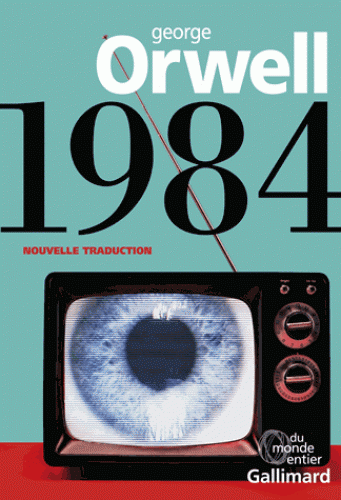 george
Orwell
1984
NOUVELLE TRADUCTION
du
monde
entier
Gallimard